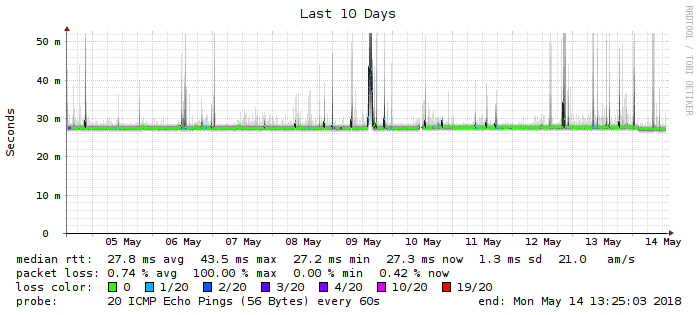 Last 10 Days
RRDTOOL / TOBI OETIKER
Seconds
50 m
40 m
30 m
20 m
10 m
0
05 May 06 May 07 May 08 May 09 May 10 May 11 May 12 May 13 May 14 May
median rtt: 27.8 ms avg 43.5 ms max 27.2 ms min 27.3 ms now 1.3 ms sd 21.0 am/s
packet loss: 0.74 % avg 100.00 % max 0.00 % min 0.42 % now
loss color: 0 1/20 2/20 3/20 4/20 10/20 19/20
probe: 20 ICMP Echo Pings (56 Bytes) every 60s end: Mon May 14 13:25:03 2018